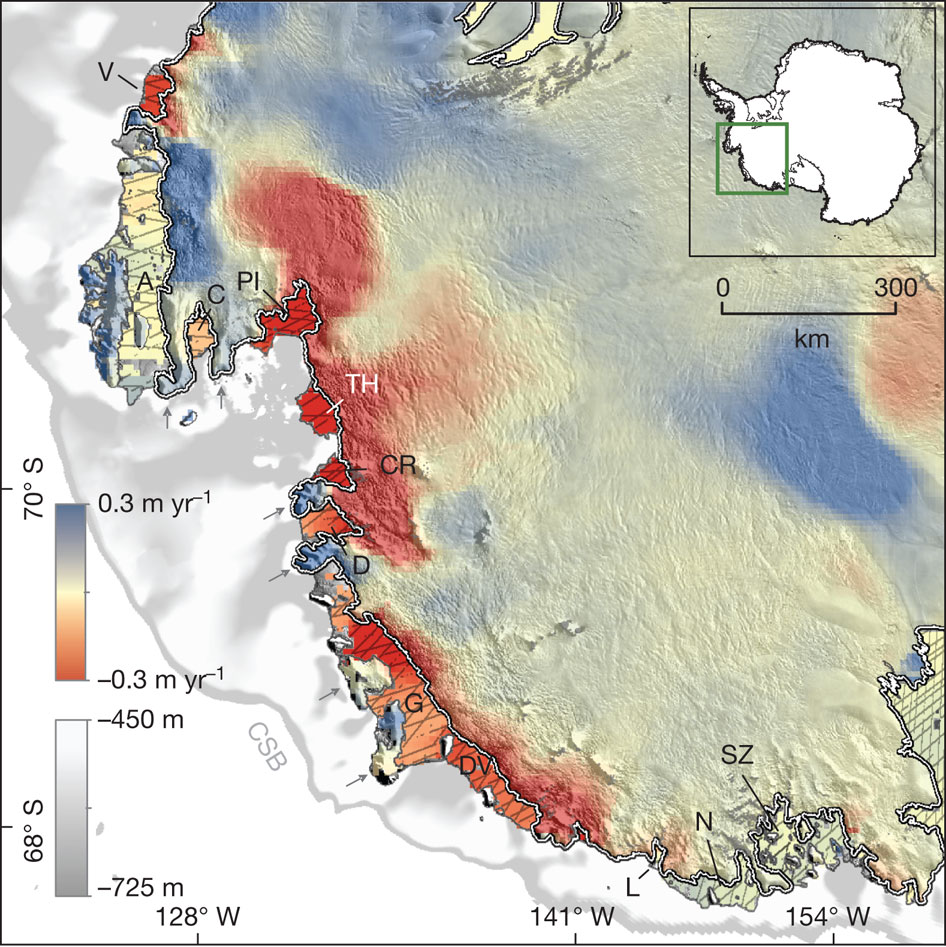 V
A
C
PI
0 300
km
TH
CR
70° S
0.3 m yr⁻¹
D
–0.3 m yr⁻¹
G
–450 m
CSB
DV
SZ
N
68° S
L
–725 m
128° W 141° W 154° W